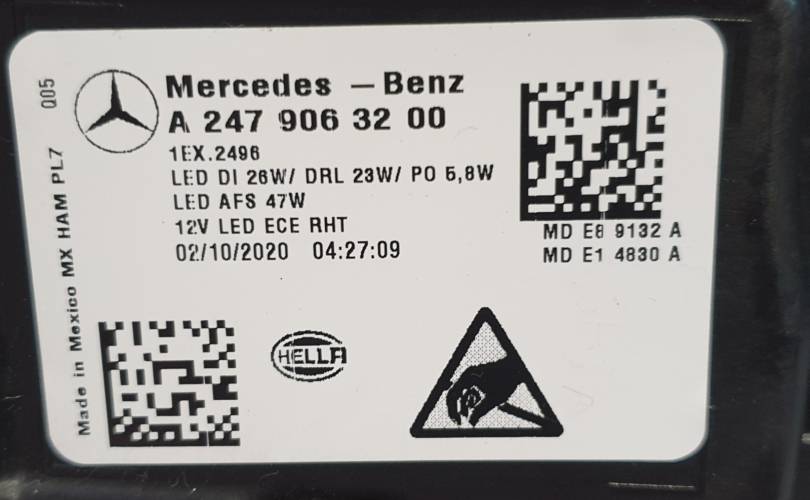 Mercedes – Benz
A 247 906 32 00
1EX.2496
LED DI 26W/ DRL 23W/ PO 5,8W
LED AFS 47W
12V LED ECE RHT
02/10/2020 04:27:09
MD E8 9132 A
MD E1 4830 A
HELLA
Made in Mexico MX HAM PL7 Q05